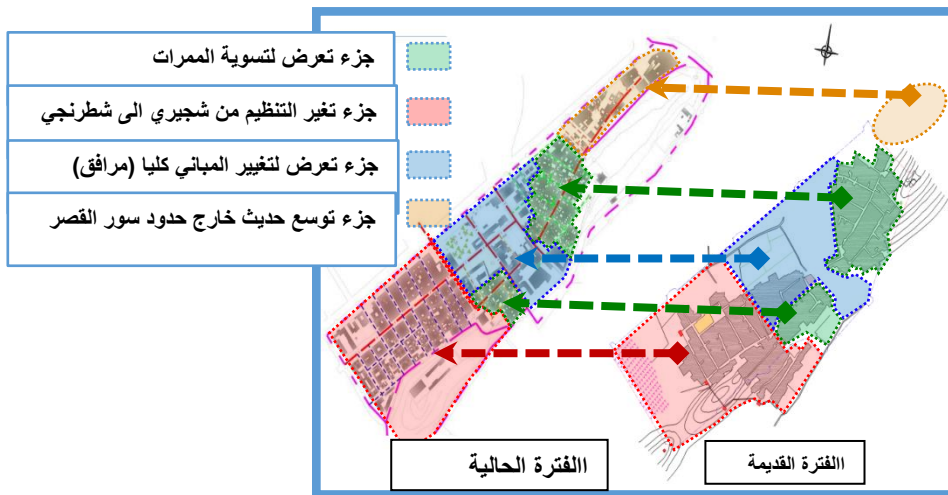 جزء تعرض لتسوية الممرات
جزء تغير التنظيم من شجيري الى شطرنجي
جزء تعرض لتغيير المباني كليا (مرافق)
جزء توسع حديث خارج حدود سور القصر
االفترة الحالية
االفترة القديمة